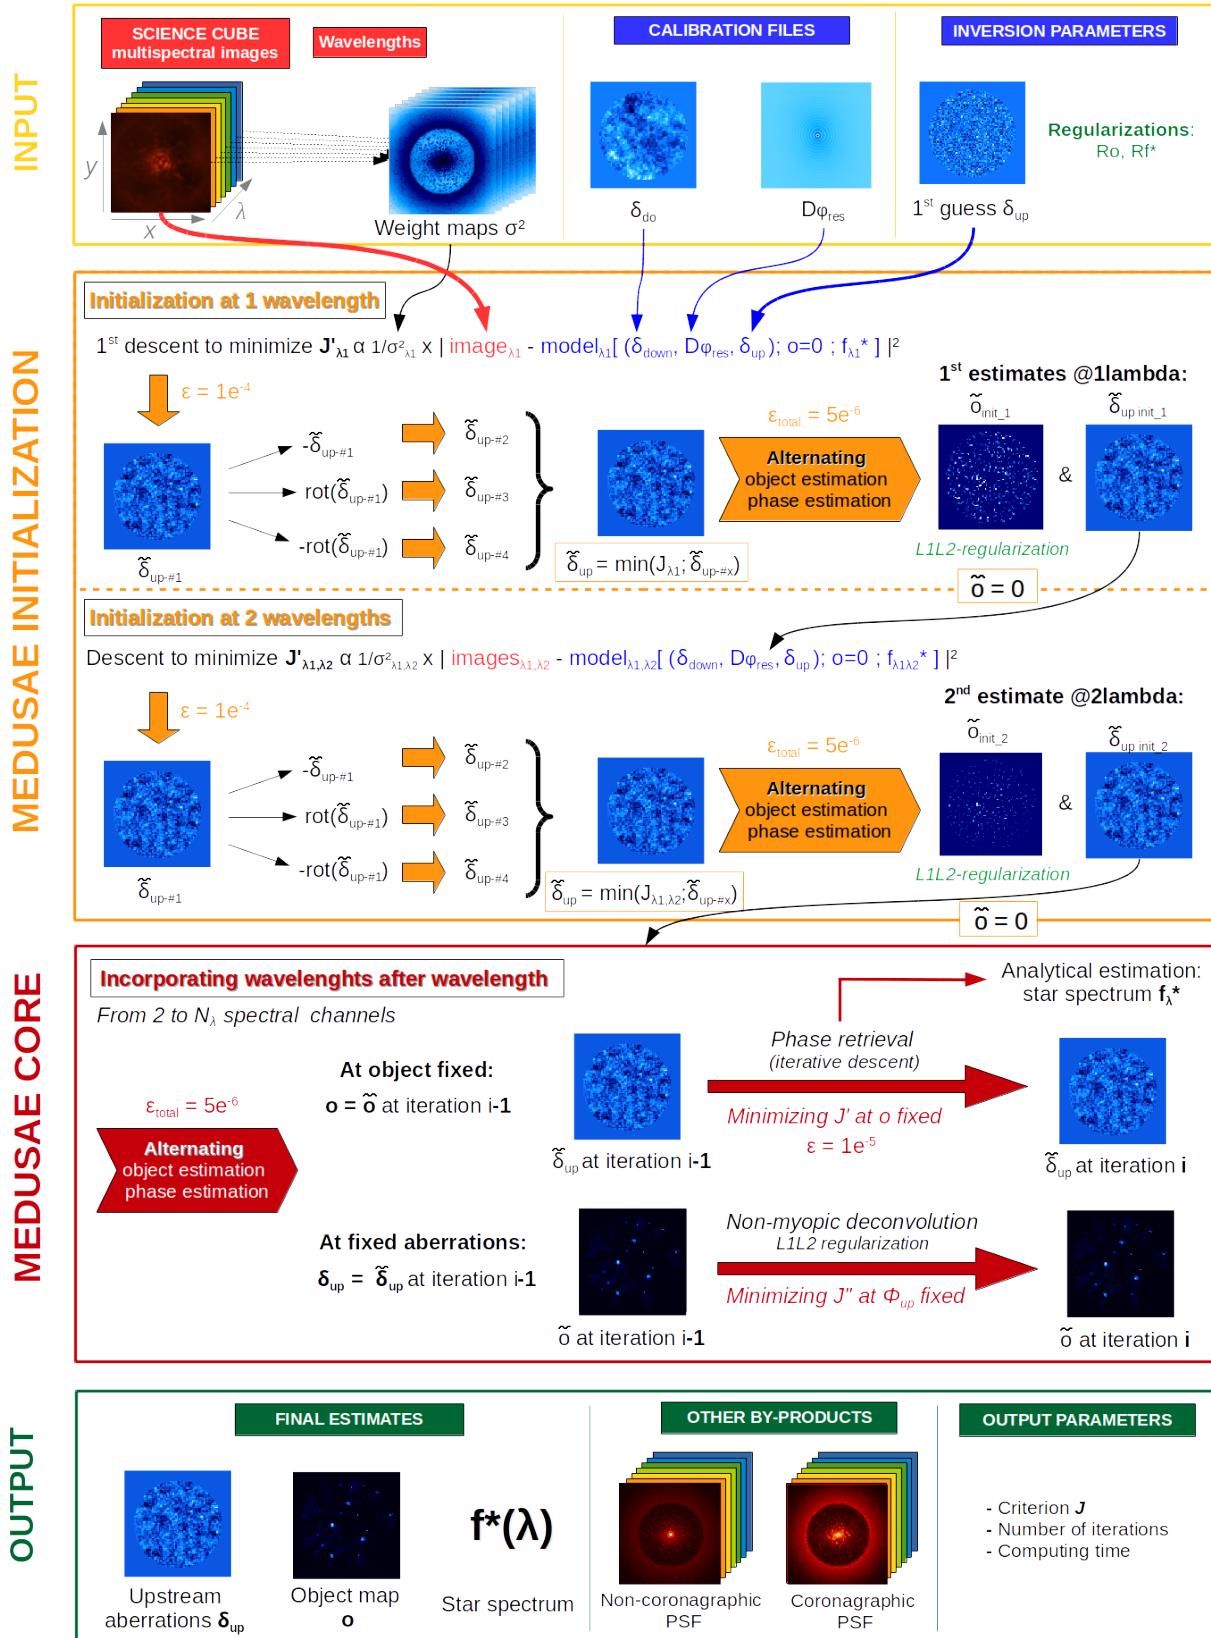 INPUT
SCIENCE CUBE
multispectral images
Wavelengths
CALIBRATION FILES
INVERSION PARAMETERS
y
x
λ
Weight maps σ²
δdo
Dφres
1st guess δup
Regularizations:
Ro, Rf*
MEDUSAE INITIALIZATION
Initialization at 1 wavelength
1st descent to minimize J'λ1 α 1/σ²λ1 x | imageλ1 - modelλ1[ (δdown, Dφres, δup); o=0 ; fλ1* ] |²
ε = 1e-4
δ̃up-#1
-δ̃up-#1
rot(δ̃up-#1)
-rot(δ̃up-#1)
δ̃up-#2
δ̃up-#3
δ̃up-#4
δ̃up = min(Jλ1;δ̃up-#x)
εtotal = 5e-6
Alternating
object estimation
phase estimation
1st estimates @1lambda:
õinit_1
&
δ̃up init_1
L1L2-regularization
õ = 0
Initialization at 2 wavelengths
Descent to minimize J'λ1,λ2 α 1/σ²λ1,λ2 x | imagesλ1,λ2 - modelλ1,λ2[ (δdown, Dφres, δup); o=0 ; fλ1λ2* ] |²
ε = 1e-4
δ̃up-#1
-δ̃up-#1
rot(δ̃up-#1)
-rot(δ̃up-#1)
δ̃up-#2
δ̃up-#3
δ̃up-#4
δ̃up = min(Jλ1,λ2;δ̃up-#x)
εtotal = 5e-6
Alternating
object estimation
phase estimation
2nd estimate @2lambda:
õinit_2
&
δ̃up init_2
L1L2-regularization
õ = 0
MEDUSAE CORE
Incorporating wavelenghts after wavelength
From 2 to Nλ spectral channels
εtotal = 5e-6
Alternating
object estimation
phase estimation
At object fixed:
o = õ at iteration i-1
δ̃up at iteration i-1
Phase retrieval
(iterative descent)
Minimizing J' at o fixed
ε = 1e-5
Analytical estimation:
star spectrum fλ*
δ̃up at iteration i
At fixed aberrations:
δup = δ̃up at iteration i-1
õ at iteration i-1
Non-myopic deconvolution
L1L2 regularization
Minimizing J" at Φup fixed
õ at iteration i
OUTPUT
FINAL ESTIMATES
Upstream
aberrations δup
Object map
o
f*(λ)
Star spectrum
OTHER BY-PRODUCTS
Non-coronagraphic
PSF
Coronagraphic
PSF
OUTPUT PARAMETERS
- Criterion J
- Number of iterations
- Computing time